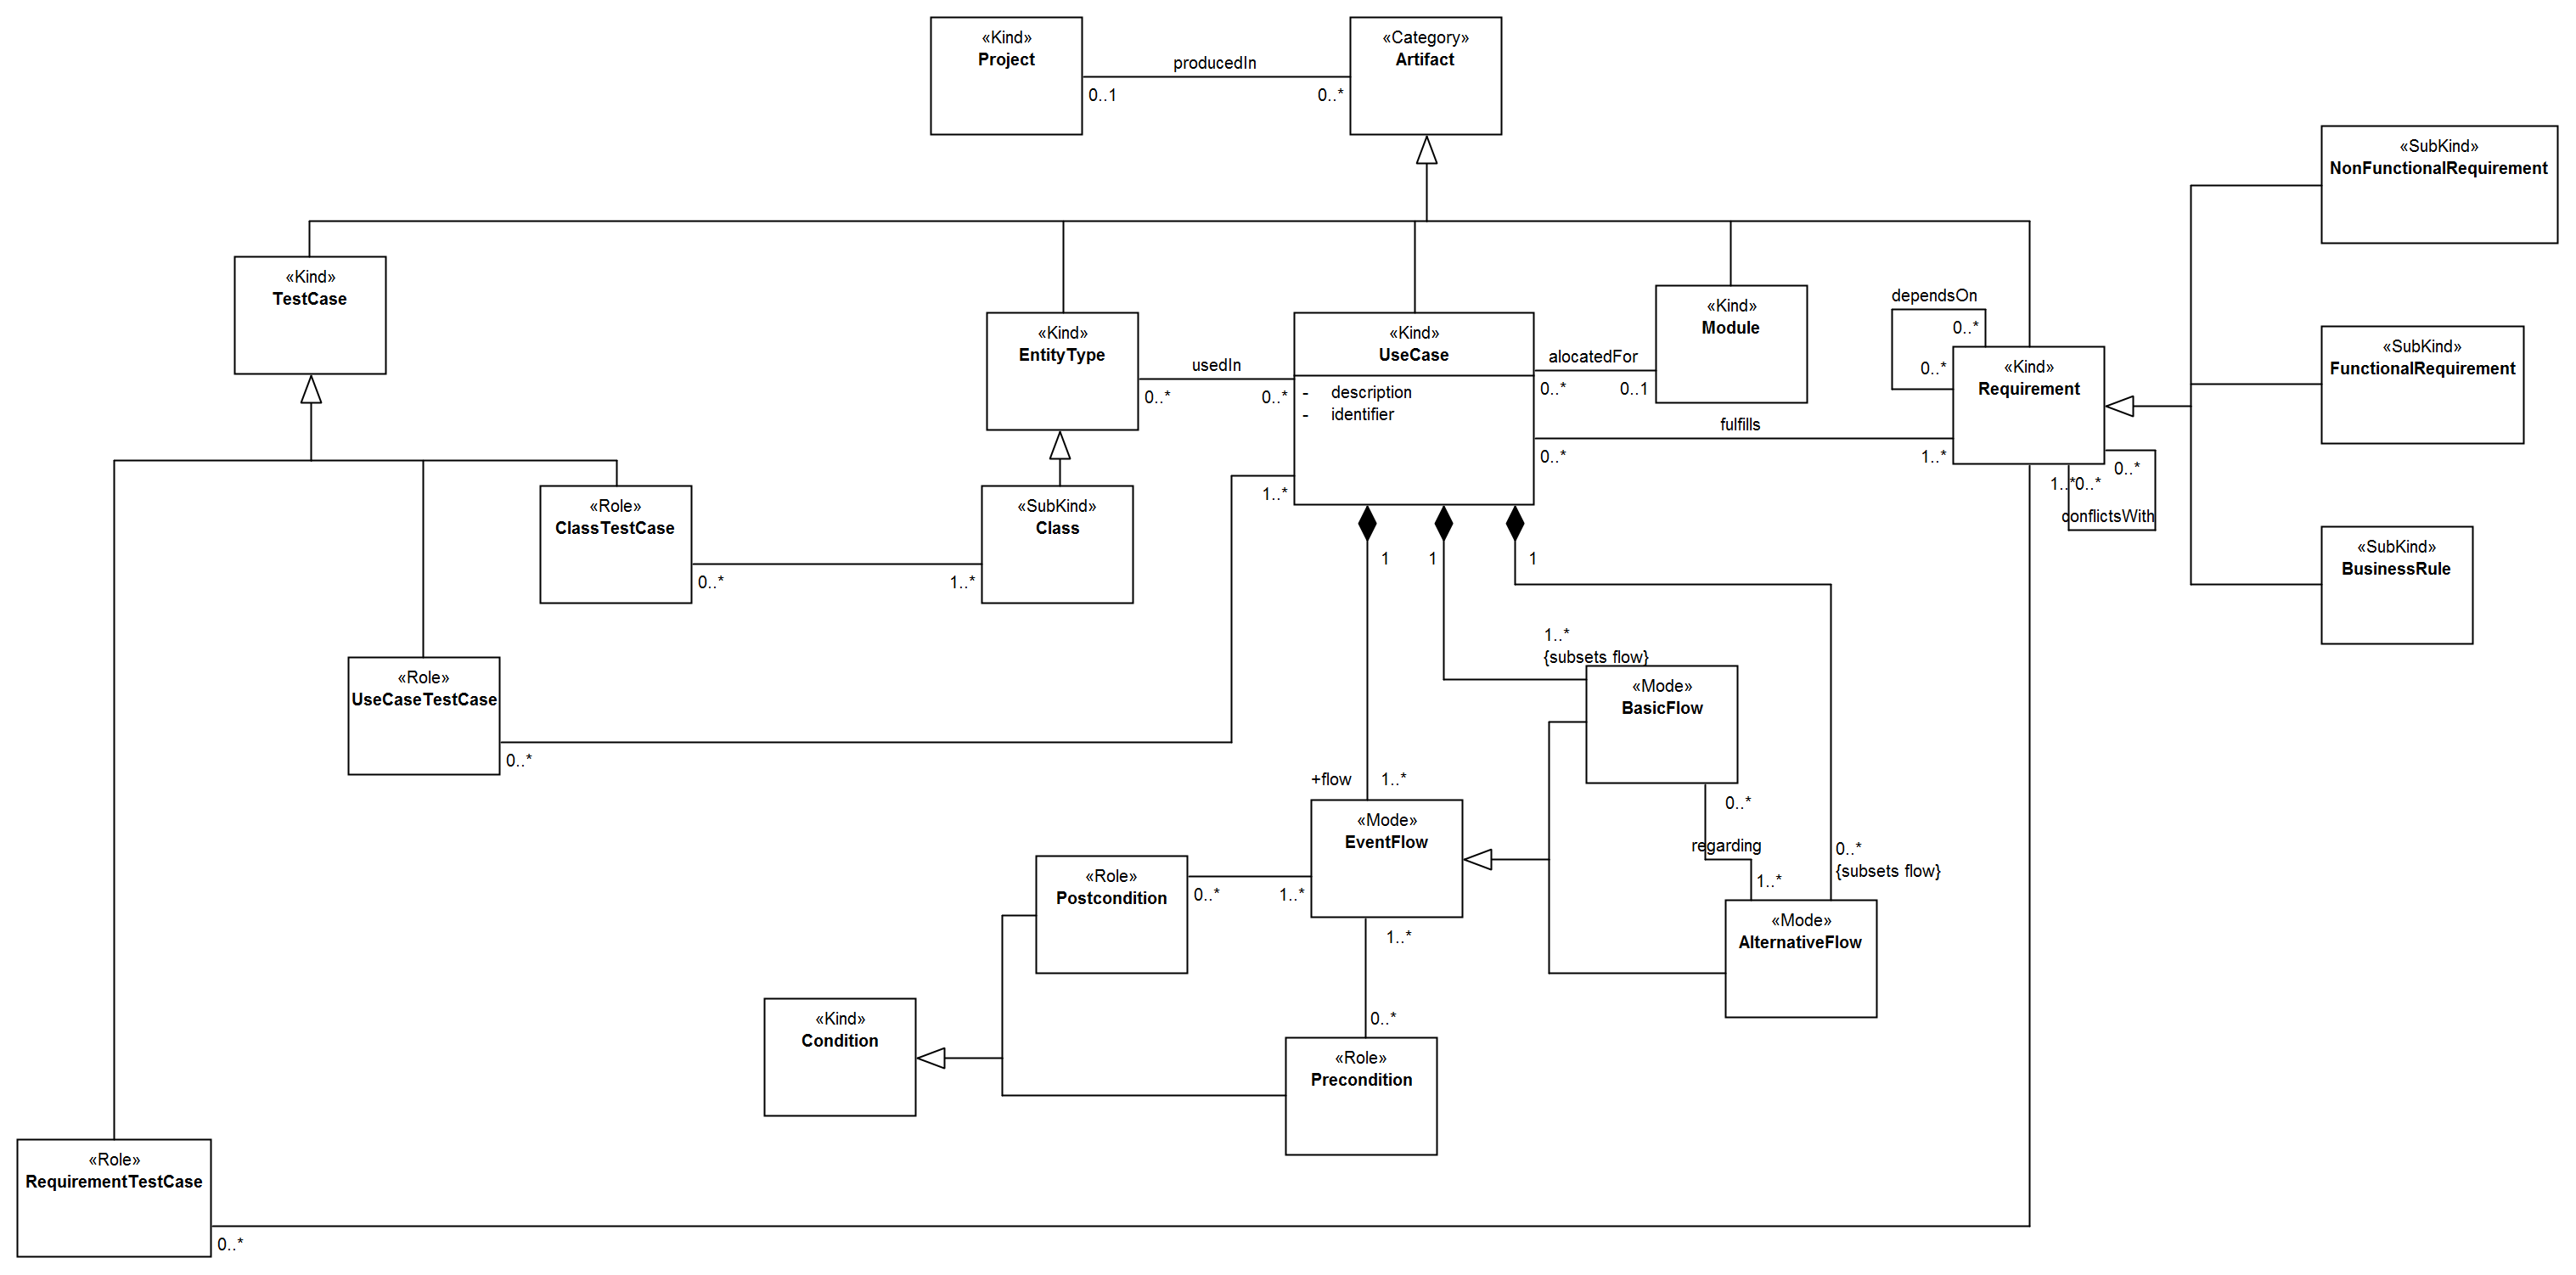 «Kind»
Project
«Category»
Artifact
producedIn
0..1
0..*
«SubKind»
NonFunctionalRequirement
«Kind»
TestCase
«Kind»
EntityType
«Kind»
UseCase
- description
- identifier
«Kind»
Module
dependsOn
0..*
0..*
«Kind»
Requirement
«SubKind»
FunctionalRequirement
usedIn
0..*
0..*
alocatedFor
0..*
0..1
fulfills
0..*
1..*
0..*
1..*
0..*
conflictsWith
«Role»
ClassTestCase
«SubKind»
Class
0..*
1..*
1..*
1
1
1
«SubKind»
BusinessRule
«Role»
UseCaseTestCase
0..*
1..*
{subsets flow}
«Mode»
BasicFlow
+flow
1..*
0..*
regarding
1..*
0..*
{subsets flow}
«Mode»
EventFlow
«Role»
Postcondition
0..*
1..*
1..*
«Mode»
AlternativeFlow
«Kind»
Condition
0..*
«Role»
Precondition
«Role»
RequirementTestCase
0..*